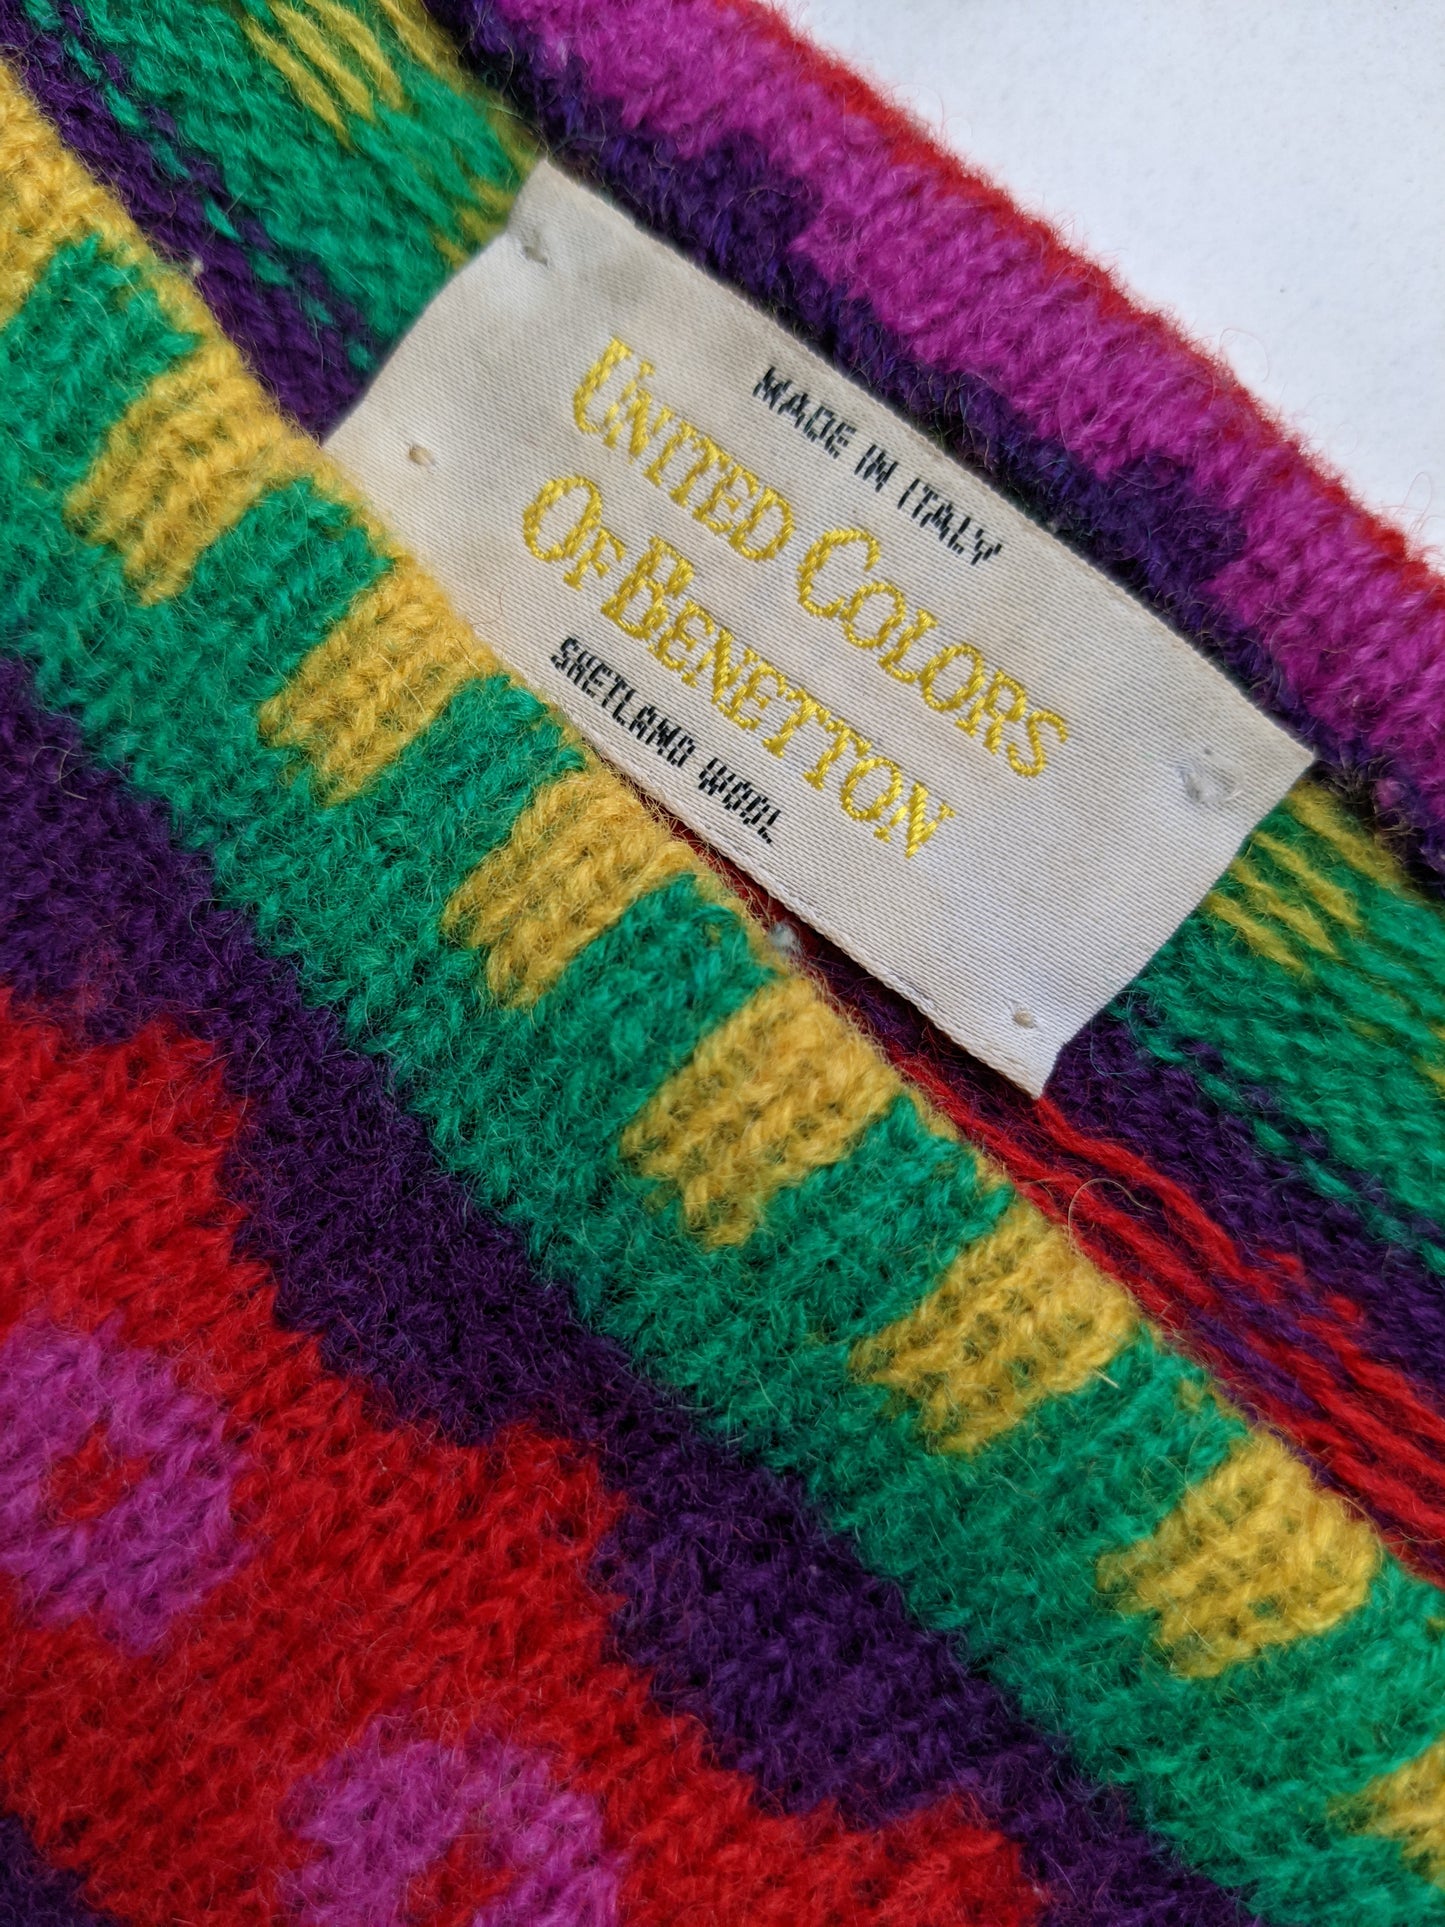 MADE IN ITALY
UNITED COLORS
OF BENETTON
SHETLAND WOOL